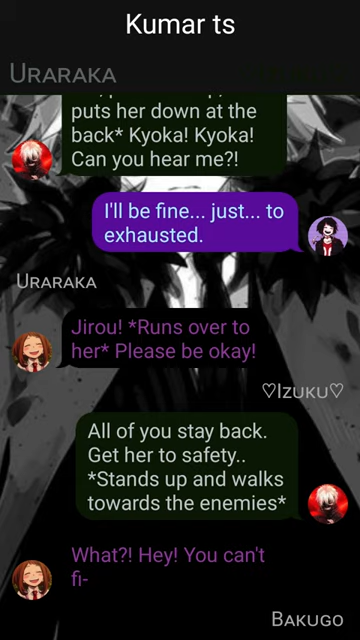 Kumar ts
URARAKA
puts her down at the
back* Kyoka! Kyoka!
Can you hear me?!
I'll be fine... just... to
exhausted.
URARAKA
Jirou! *Runs over to
her* Please be okay!
♡IZUKU♡
All of you stay back.
Get her to safety..
*Stands up and walks
towards the enemies*
What?! Hey! You can't
fi-
BAKUGO